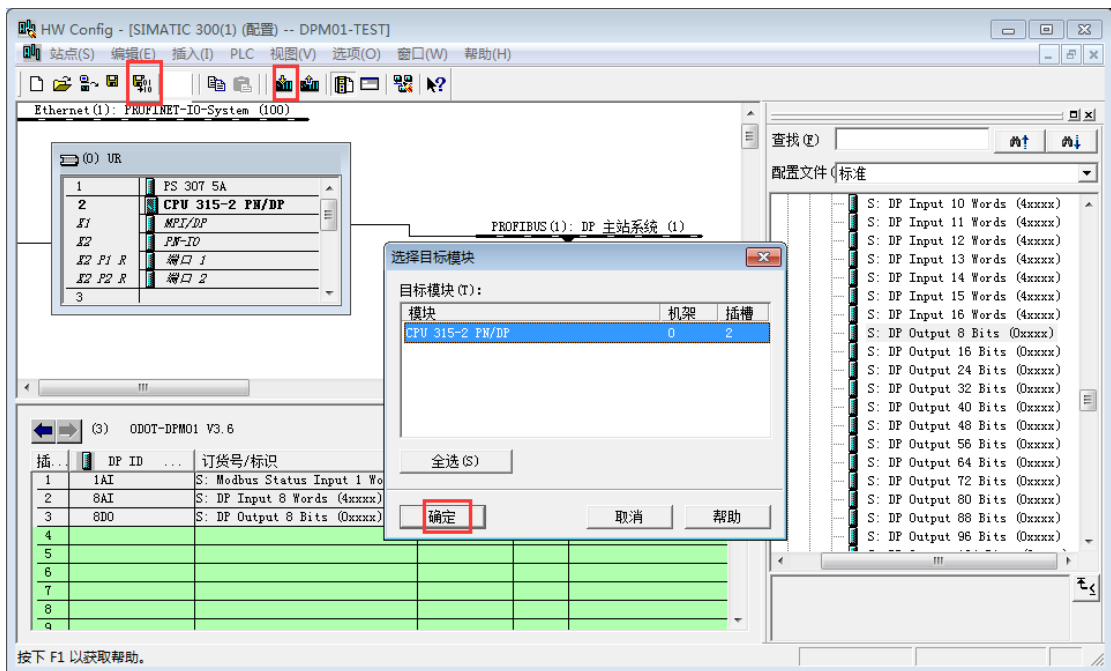 HW Config - [SIMATIC 300(1) (配置) -- DPM01-TEST]
站点(S) 编辑(E) 插入(I) PLC 视图(V) 选项(O) 窗口(W) 帮助(H)
Ethernet(1): PROFINET-IO-System (100)
(0) UR
1 PS 307 5A
2 CPU 315-2 PN/DP
X1 MPI/DP
X2 PN-IO
X2 P1 R 端口 1
X2 P2 R 端口 2
3
PROFIBUS(1): DP 主站系统 (1)
选择目标模块
目标模块(T):
模块 机架 插槽
CPU 315-2 PN/DP 0 2
全选(S)
确定 取消 帮助
(3) ODOT-DPM01 V3.6
插... DP ID ... 订货号/标识
1 1AI S: Modbus Status Input 1 Wo
2 8AI S: DP Input 8 Words (4xxxx)
3 8DO S: DP Output 8 Bits (0xxxx)
4
5
6
7
8
9
查找(F)
配置文件( 标准
S: DP Input 10 Words (4xxxx)
S: DP Input 11 Words (4xxxx)
S: DP Input 12 Words (4xxxx)
S: DP Input 13 Words (4xxxx)
S: DP Input 14 Words (4xxxx)
S: DP Input 15 Words (4xxxx)
S: DP Input 16 Words (4xxxx)
S: DP Output 8 Bits (0xxxx)
S: DP Output 16 Bits (0xxxx)
S: DP Output 24 Bits (0xxxx)
S: DP Output 32 Bits (0xxxx)
S: DP Output 40 Bits (0xxxx)
S: DP Output 48 Bits (0xxxx)
S: DP Output 56 Bits (0xxxx)
S: DP Output 64 Bits (0xxxx)
S: DP Output 72 Bits (0xxxx)
S: DP Output 80 Bits (0xxxx)
S: DP Output 88 Bits (0xxxx)
S: DP Output 96 Bits (0xxxx)
按下 F1 以获取帮助。